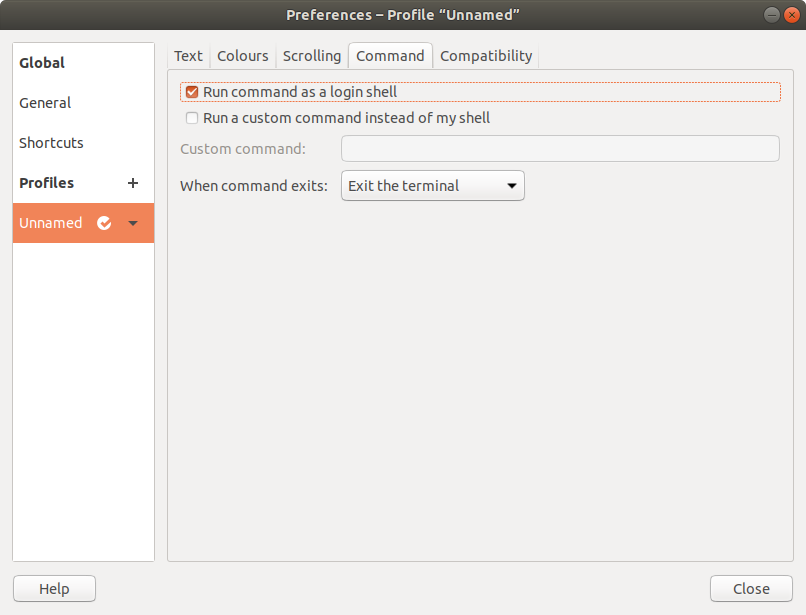 Preferences – Profile “Unnamed”
Global
General
Shortcuts
Profiles
Unnamed
Text Colours Scrolling Command Compatibility
Run command as a login shell
Run a custom command instead of my shell
Custom command:
When command exits: Exit the terminal
Help Close